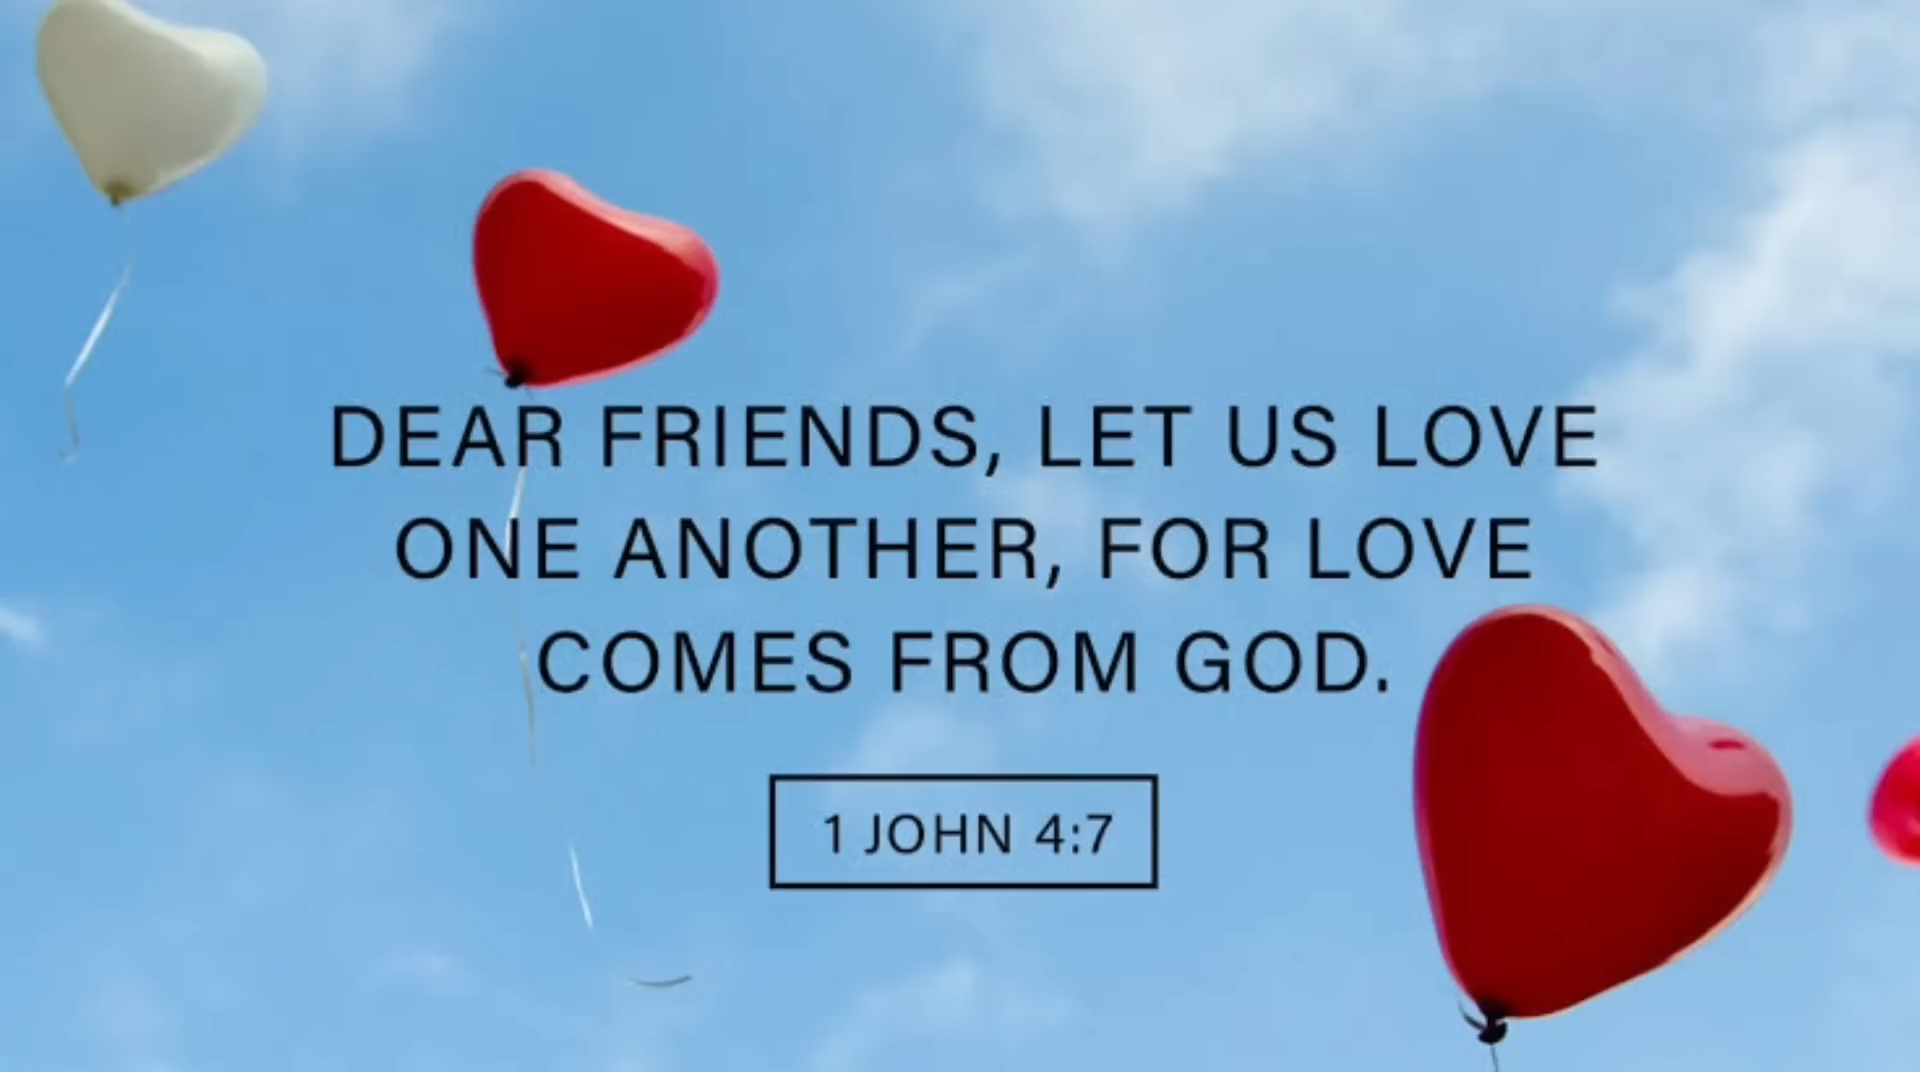 DEAR FRIENDS, LET US LOVE
ONE ANOTHER, FOR LOVE
COMES FROM GOD.
1 JOHN 4:7